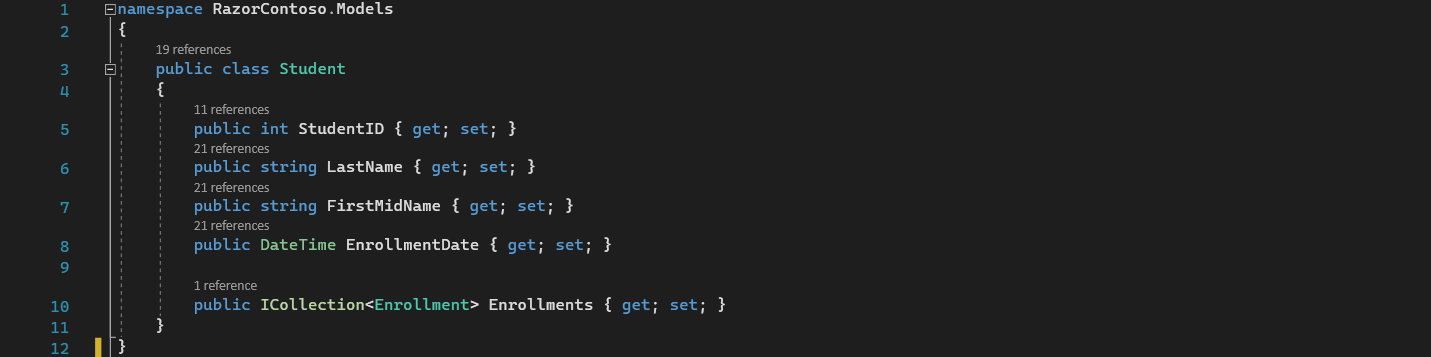 1 namespace RazorContoso.Models
2 {
19 references
3 public class Student
4 {
11 references
5 public int StudentID { get; set; }
21 references
6 public string LastName { get; set; }
21 references
7 public string FirstMidName { get; set; }
21 references
8 public DateTime EnrollmentDate { get; set; }
9
1 reference
10 public ICollection<Enrollment> Enrollments { get; set; }
11 }
12 }